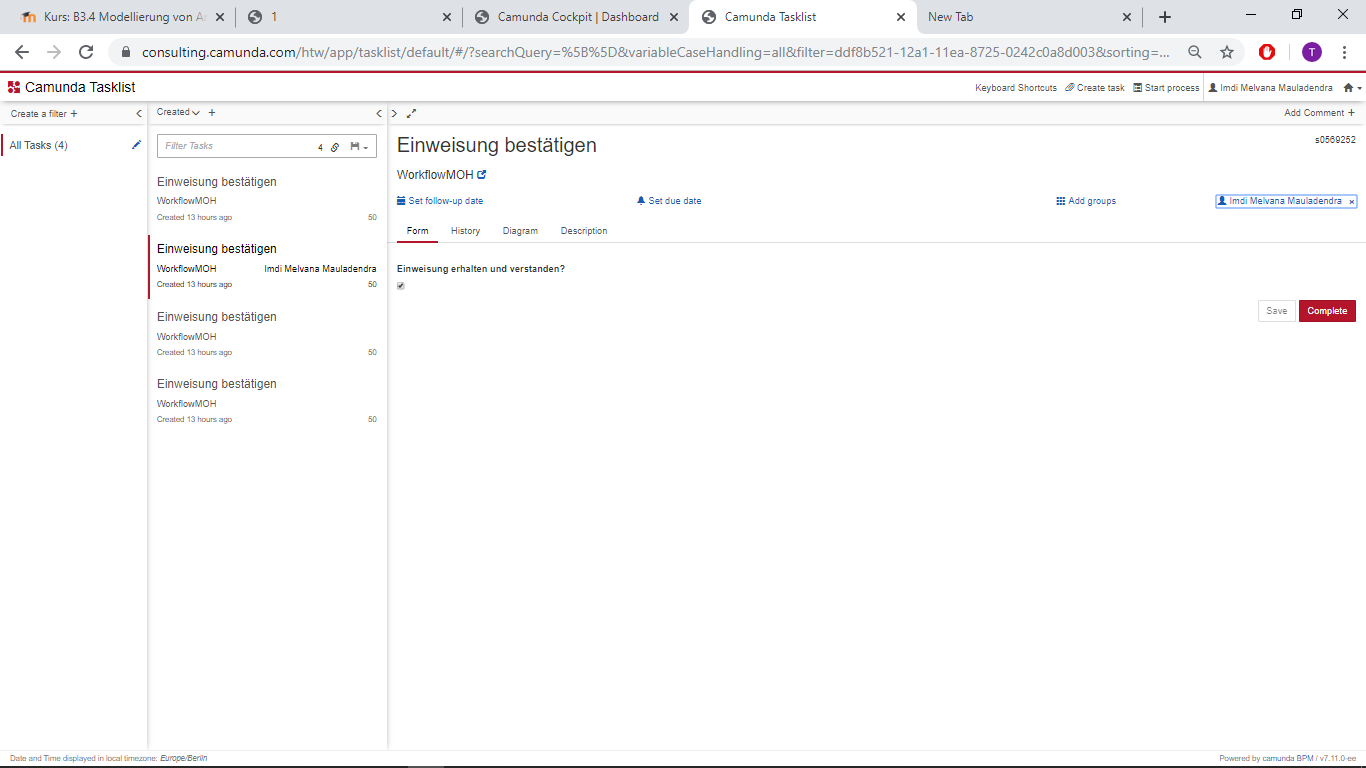 Kurs: B3.4 Modellierung von A
1
Camunda Cockpit | Dashboard
Camunda Tasklist
New Tab
consulting.camunda.com/htw/app/tasklist/default/#/?searchQuery=%5B%5D&variableCaseHandling=all&filter=ddf8b521-12a1-11ea-8725-0242c0a8d003&sorting=...
T
Camunda Tasklist
Keyboard Shortcuts Create task Start process Imdi Melvana Mauladendra
Create a filter +
Created +
Add Comment +
All Tasks (4)
Filter Tasks 4
Einweisung bestätigen
WorkflowMOH
Created 13 hours ago 50
Einweisung bestätigen
WorkflowMOH Imdi Melvana Mauladendra
Created 13 hours ago 50
Einweisung bestätigen
WorkflowMOH
Created 13 hours ago 50
Einweisung bestätigen
WorkflowMOH
Created 13 hours ago 50
Einweisung bestätigen
s0569252
WorkflowMOH
Set follow-up date Set due date Add groups Imdi Melvana Mauladendra ×
Form History Diagram Description
Einweisung erhalten und verstanden?
Save Complete
Date and Time displayed in local timezone: Europe/Berlin
Powered by camunda BPM / v7.11.0-ee